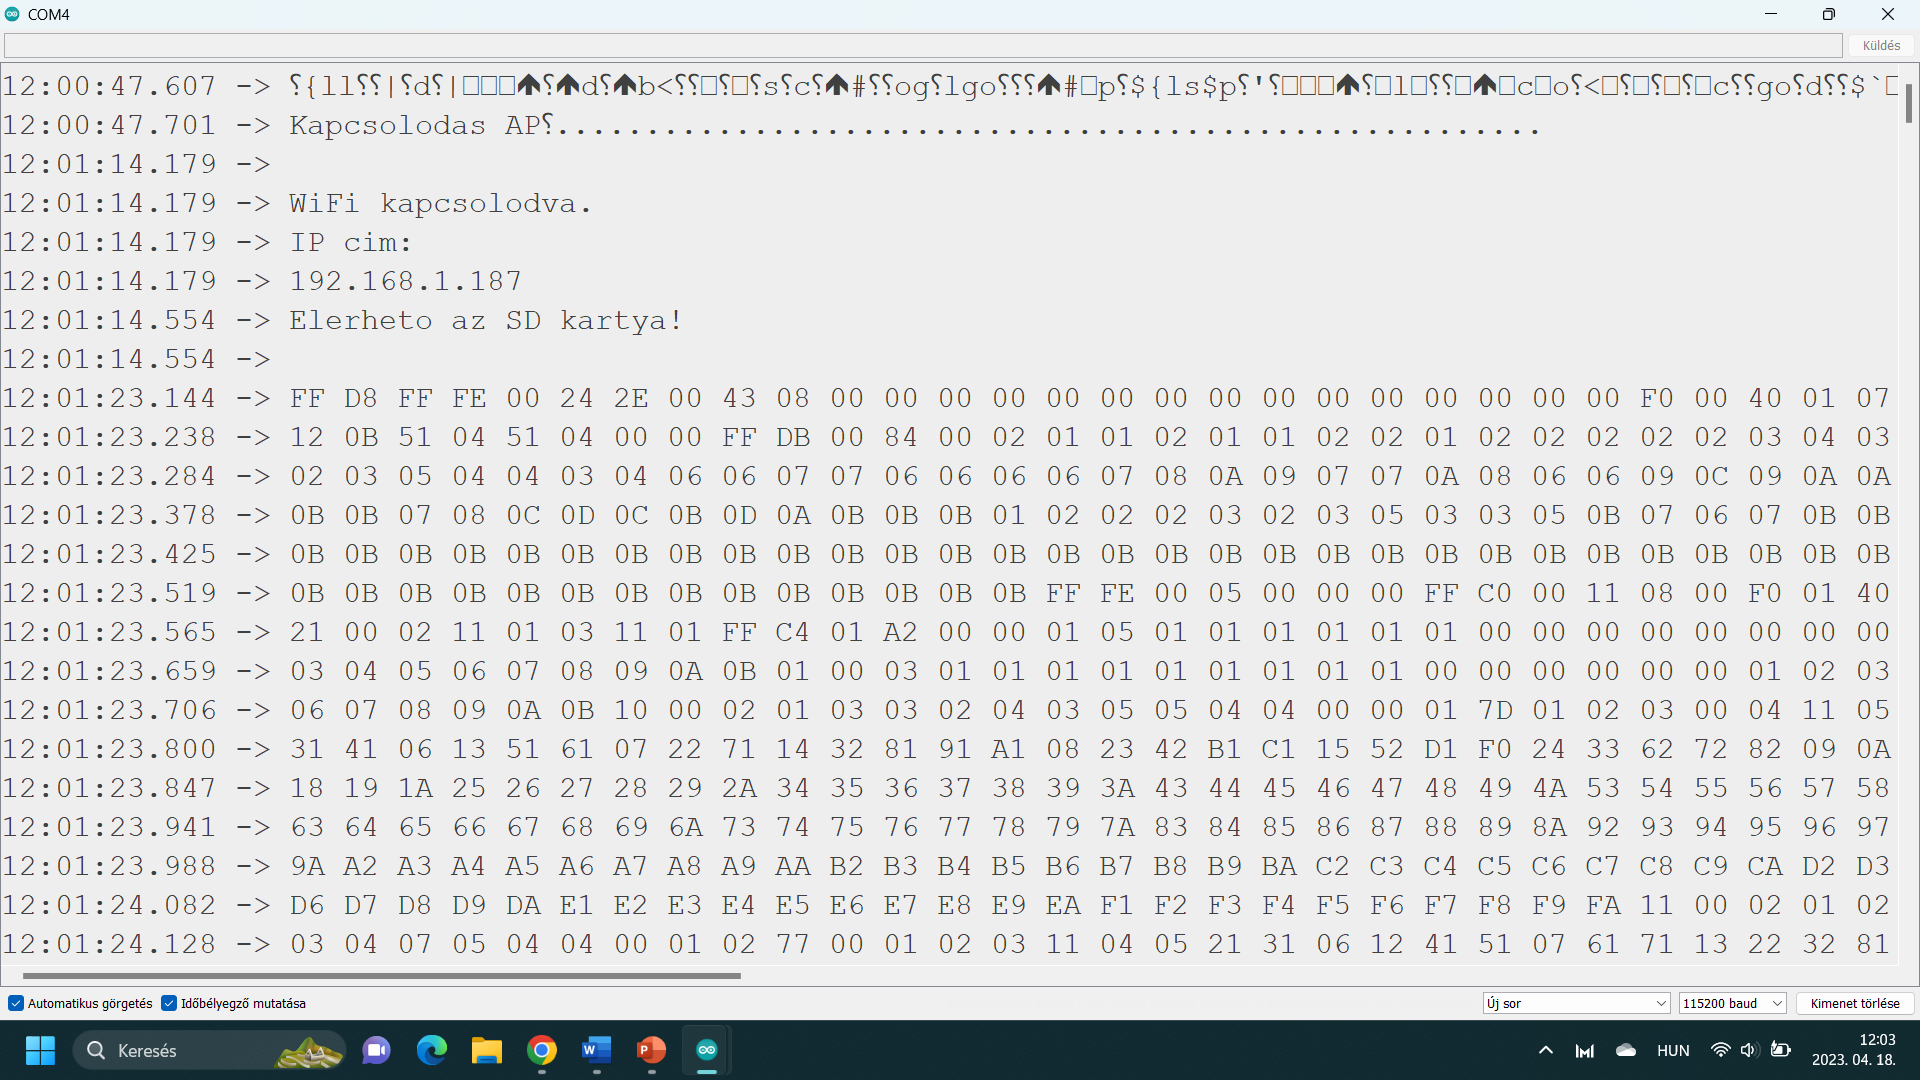 COM4
Küldés
12:00:47.607 -> ⸮{ll⸮⸮|⸮d⸮|□□□🡅⸮🡅d⸮🡅b<⸮⸮□⸮□⸮s⸮c⸮🡅#⸮⸮og⸮lgo⸮⸮⸮🡅#□p⸮${ls$p⸮'⸮□□□🡅⸮□l□⸮⸮□🡅□c□o⸮<□⸮□⸮□⸮□c⸮⸮go⸮d⸮⸮$`□
12:00:47.701 -> Kapcsolodas AP⸮.......................................................
12:01:14.179 ->
12:01:14.179 -> WiFi kapcsolodva.
12:01:14.179 -> IP cim:
12:01:14.179 -> 192.168.1.187
12:01:14.554 -> Elerheto az SD kartya!
12:01:14.554 ->
12:01:23.144 -> FF D8 FF FE 00 24 2E 00 43 08 00 00 00 00 00 00 00 00 00 00 00 00 00 00 00 F0 00 40 01 07
12:01:23.238 -> 12 0B 51 04 51 04 00 00 FF DB 00 84 00 02 01 01 02 01 01 02 02 01 02 02 02 02 02 03 04 03
12:01:23.284 -> 02 03 05 04 04 03 04 06 06 07 07 06 06 06 06 07 08 0A 09 07 07 0A 08 06 06 09 0C 09 0A 0A
12:01:23.378 -> 0B 0B 07 08 0C 0D 0C 0B 0D 0A 0B 0B 0B 01 02 02 02 03 02 03 05 03 03 05 0B 07 06 07 0B 0B
12:01:23.425 -> 0B 0B 0B 0B 0B 0B 0B 0B 0B 0B 0B 0B 0B 0B 0B 0B 0B 0B 0B 0B 0B 0B 0B 0B 0B 0B 0B 0B 0B 0B
12:01:23.519 -> 0B 0B 0B 0B 0B 0B 0B 0B 0B 0B 0B 0B 0B 0B FF FE 00 05 00 00 00 FF C0 00 11 08 00 F0 01 40
12:01:23.565 -> 21 00 02 11 01 03 11 01 FF C4 01 A2 00 00 01 05 01 01 01 01 01 01 00 00 00 00 00 00 00 00
12:01:23.659 -> 03 04 05 06 07 08 09 0A 0B 01 00 03 01 01 01 01 01 01 01 01 01 00 00 00 00 00 00 01 02 03
12:01:23.706 -> 06 07 08 09 0A 0B 10 00 02 01 03 03 02 04 03 05 05 04 04 00 00 01 7D 01 02 03 00 04 11 05
12:01:23.800 -> 31 41 06 13 51 61 07 22 71 14 32 81 91 A1 08 23 42 B1 C1 15 52 D1 F0 24 33 62 72 82 09 0A
12:01:23.847 -> 18 19 1A 25 26 27 28 29 2A 34 35 36 37 38 39 3A 43 44 45 46 47 48 49 4A 53 54 55 56 57 58
12:01:23.941 -> 63 64 65 66 67 68 69 6A 73 74 75 76 77 78 79 7A 83 84 85 86 87 88 89 8A 92 93 94 95 96 97
12:01:23.988 -> 9A A2 A3 A4 A5 A6 A7 A8 A9 AA B2 B3 B4 B5 B6 B7 B8 B9 BA C2 C3 C4 C5 C6 C7 C8 C9 CA D2 D3
12:01:24.082 -> D6 D7 D8 D9 DA E1 E2 E3 E4 E5 E6 E7 E8 E9 EA F1 F2 F3 F4 F5 F6 F7 F8 F9 FA 11 00 02 01 02
12:01:24.128 -> 03 04 07 05 04 04 00 01 02 77 00 01 02 03 11 04 05 21 31 06 12 41 51 07 61 71 13 22 32 81
Automatikus görgetés Időbélyegző mutatása Új sor 115200 baud Kimenet törlése
Keresés HUN 12:03
2023. 04. 18.